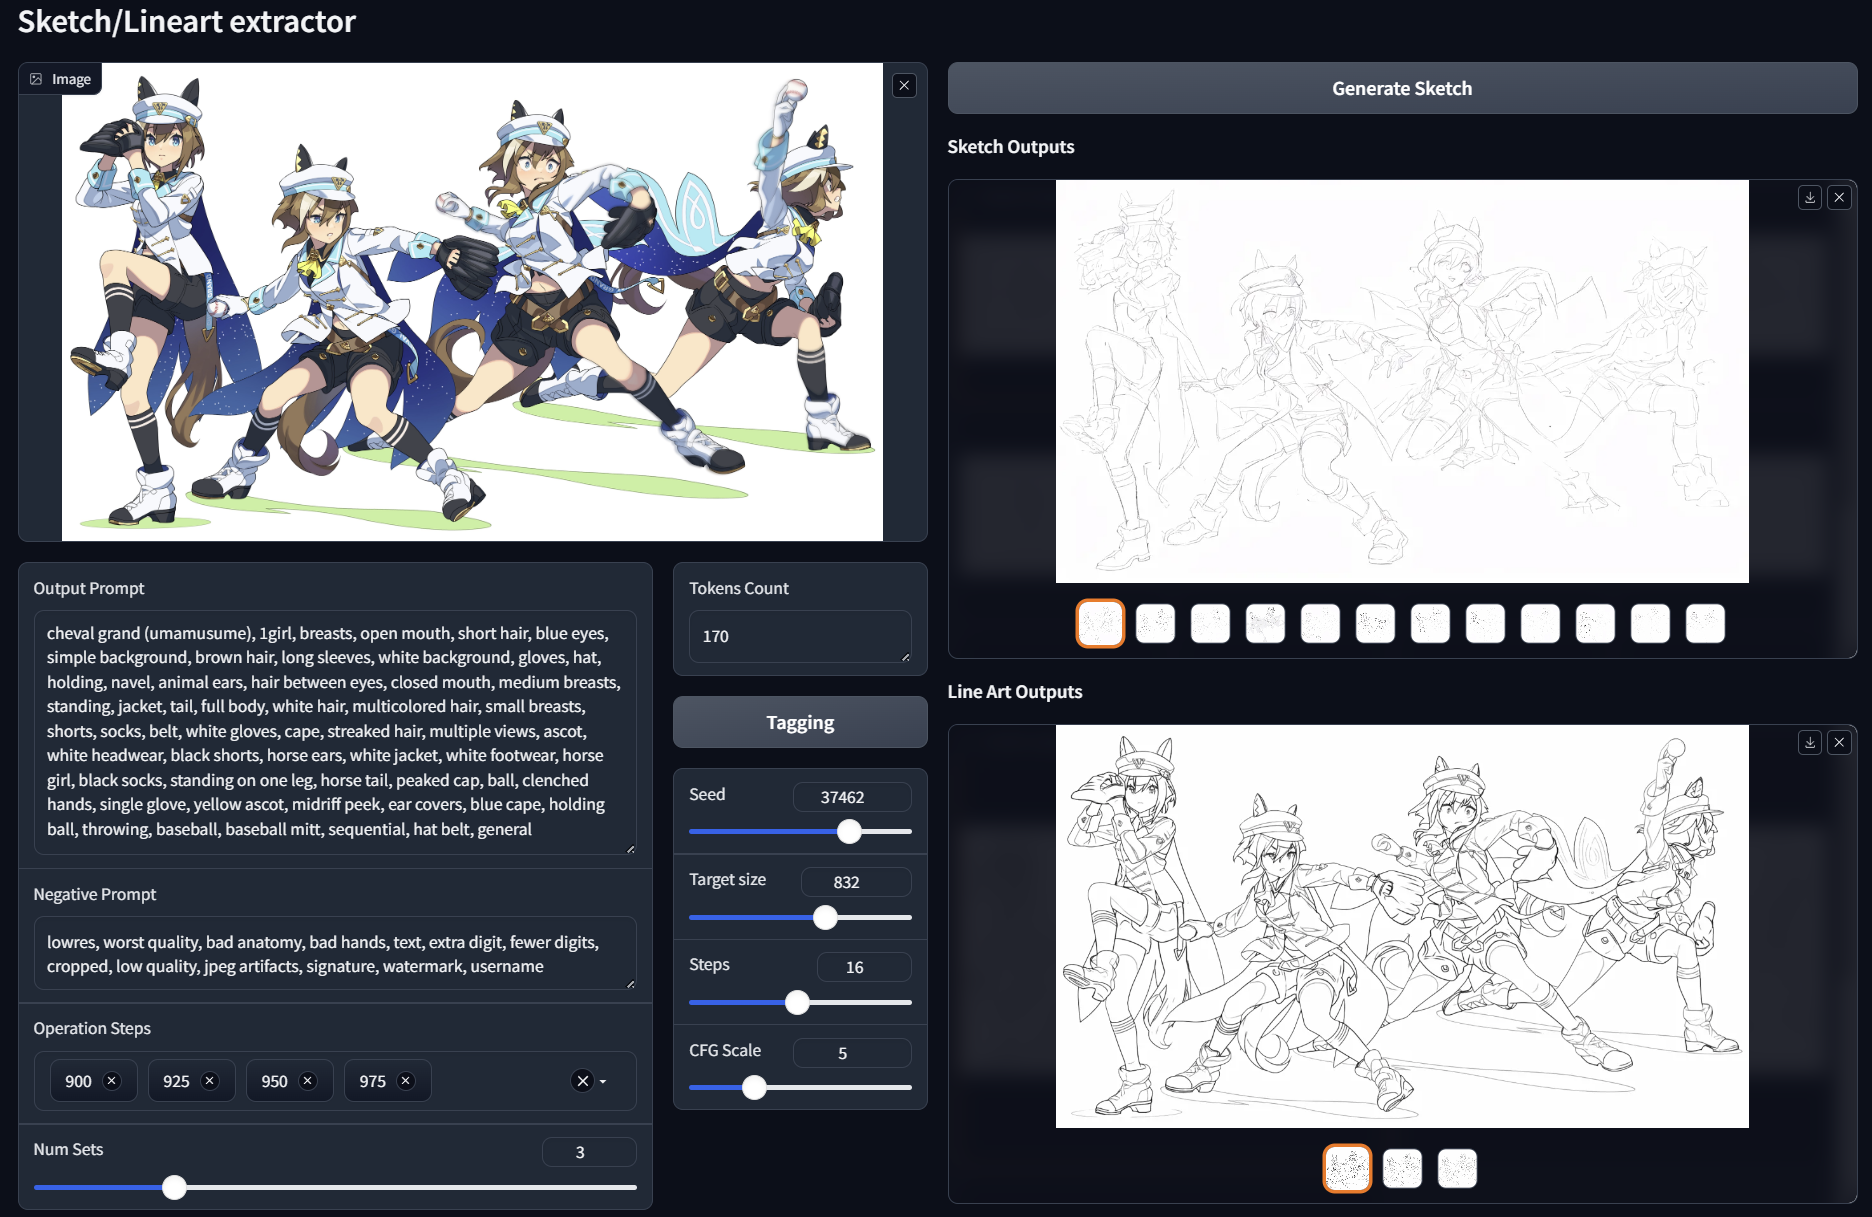 Sketch/Lineart extractor
Image
Output Prompt
cheval grand (umamusume), 1girl, breasts, open mouth, short hair, blue eyes,
simple background, brown hair, long sleeves, white background, gloves, hat,
holding, navel, animal ears, hair between eyes, closed mouth, medium breasts,
standing, jacket, tail, full body, white hair, multicolored hair, small breasts,
shorts, socks, belt, white gloves, cape, streaked hair, multiple views, ascot,
white headwear, black shorts, horse ears, white jacket, white footwear, horse
girl, black socks, standing on one leg, horse tail, peaked cap, ball, clenched
hands, single glove, yellow ascot, midriff peek, ear covers, blue cape, holding
ball, throwing, baseball, baseball mitt, sequential, hat belt, general
Negative Prompt
lowres, worst quality, bad anatomy, bad hands, text, extra digit, fewer digits,
cropped, low quality, jpeg artifacts, signature, watermark, username
Operation Steps
900 925 950 975
Num Sets 3
Tokens Count
170
Tagging
Seed 37462
Target size 832
Steps 16
CFG Scale 5
Generate Sketch
Sketch Outputs
Line Art Outputs